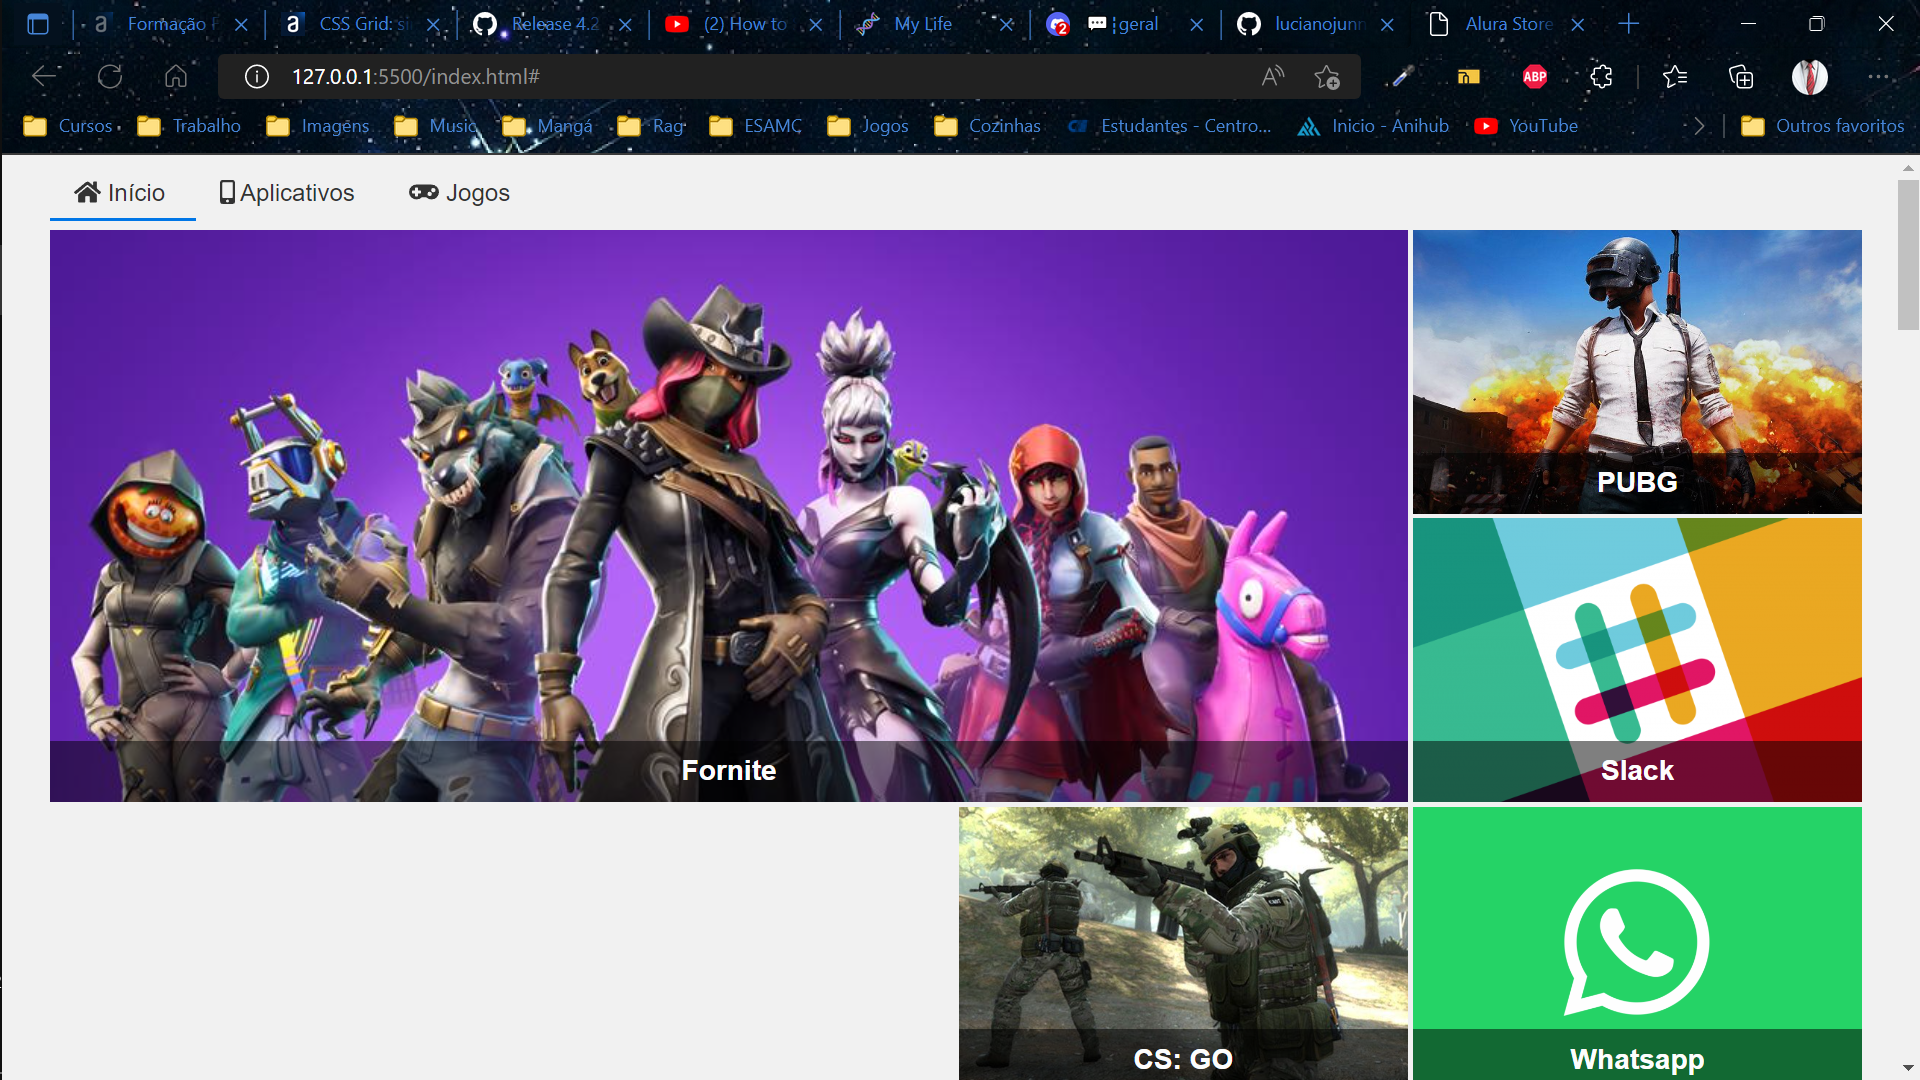 Formação F
CSS Grid: si
Release 4.2
(2) How to
My Life
2
geral
lucianojunn
Alura Store
127.0.0.1:5500/index.html#
ABP
Cursos
Trabalho
Imagens
Music
Mangá
Rag
ESAMC
Jogos
Cozinhas
Estudantes - Centro...
Inicio - Anihub
YouTube
Outros favoritos
Início
Aplicativos
Jogos
PUBG
Fornite
Slack
CS: GO
Whatsapp